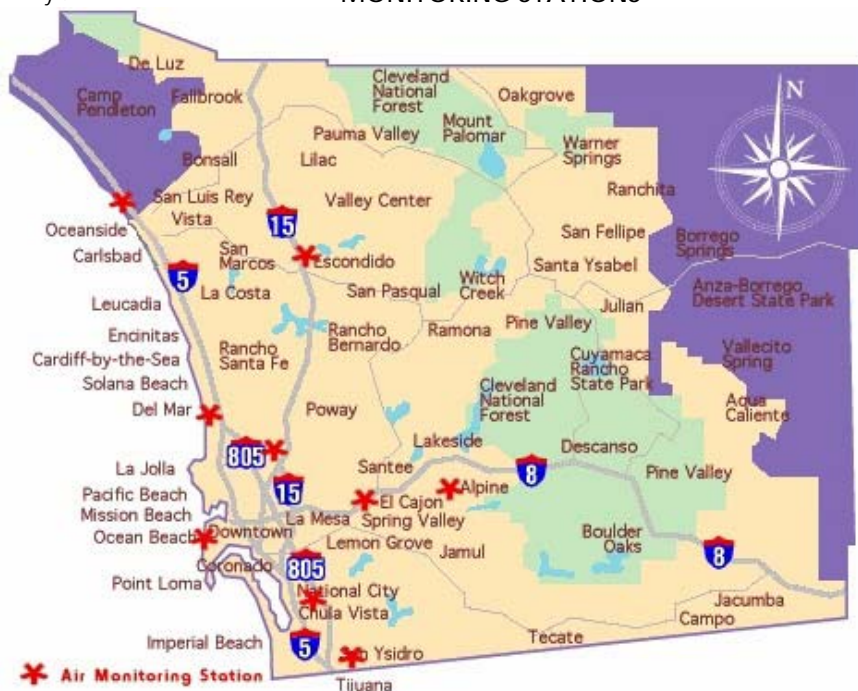 y
MONITORING STATIONS
De Luz
Camp
Pendleton
Fallbrook
Cleveland
National
Forest
Oakgrove
N
Mount
Palomar
Pauma Valley
Warner
Springs
Bonsall
Lilac
Ranchita
San Luis Rey
Valley Center
Vista
15
Oceanside
San Fellipe
Borrego
Springs
Carlsbad
San
Marcos
Escondido
Santa Ysabel
5
Witch
Creek
La Costa
San Pasqual
Anza-Borrego
Desert State Park
Leucadia
Julian
Pine Valley
Encinitas
Rancho
Bernardo
Ramona
Cardiff-by-the-Sea
Rancho
Santa Fe
Cuyamaca
Rancho
State Park
Vallecito
Spring
Solana Beach
Cleveland
National
Forest
Del Mar
Poway
Aqua
Caliente
Lakeside
805
Descanso
La Jolla
Santee
8
Pine Valley
Pacific Beach
15
Alpine
El Cajon
Mission Beach
La Mesa
Spring Valley
Ocean Beach
Downtown
Lemon Grove
Boulder
Oaks
Jamul
8
Coronado
805
Point Loma
National City
Chula Vista
Jacumba
Campo
Imperial Beach
5
Tecate
Ysidro
Air Monitoring Station
Tijuana